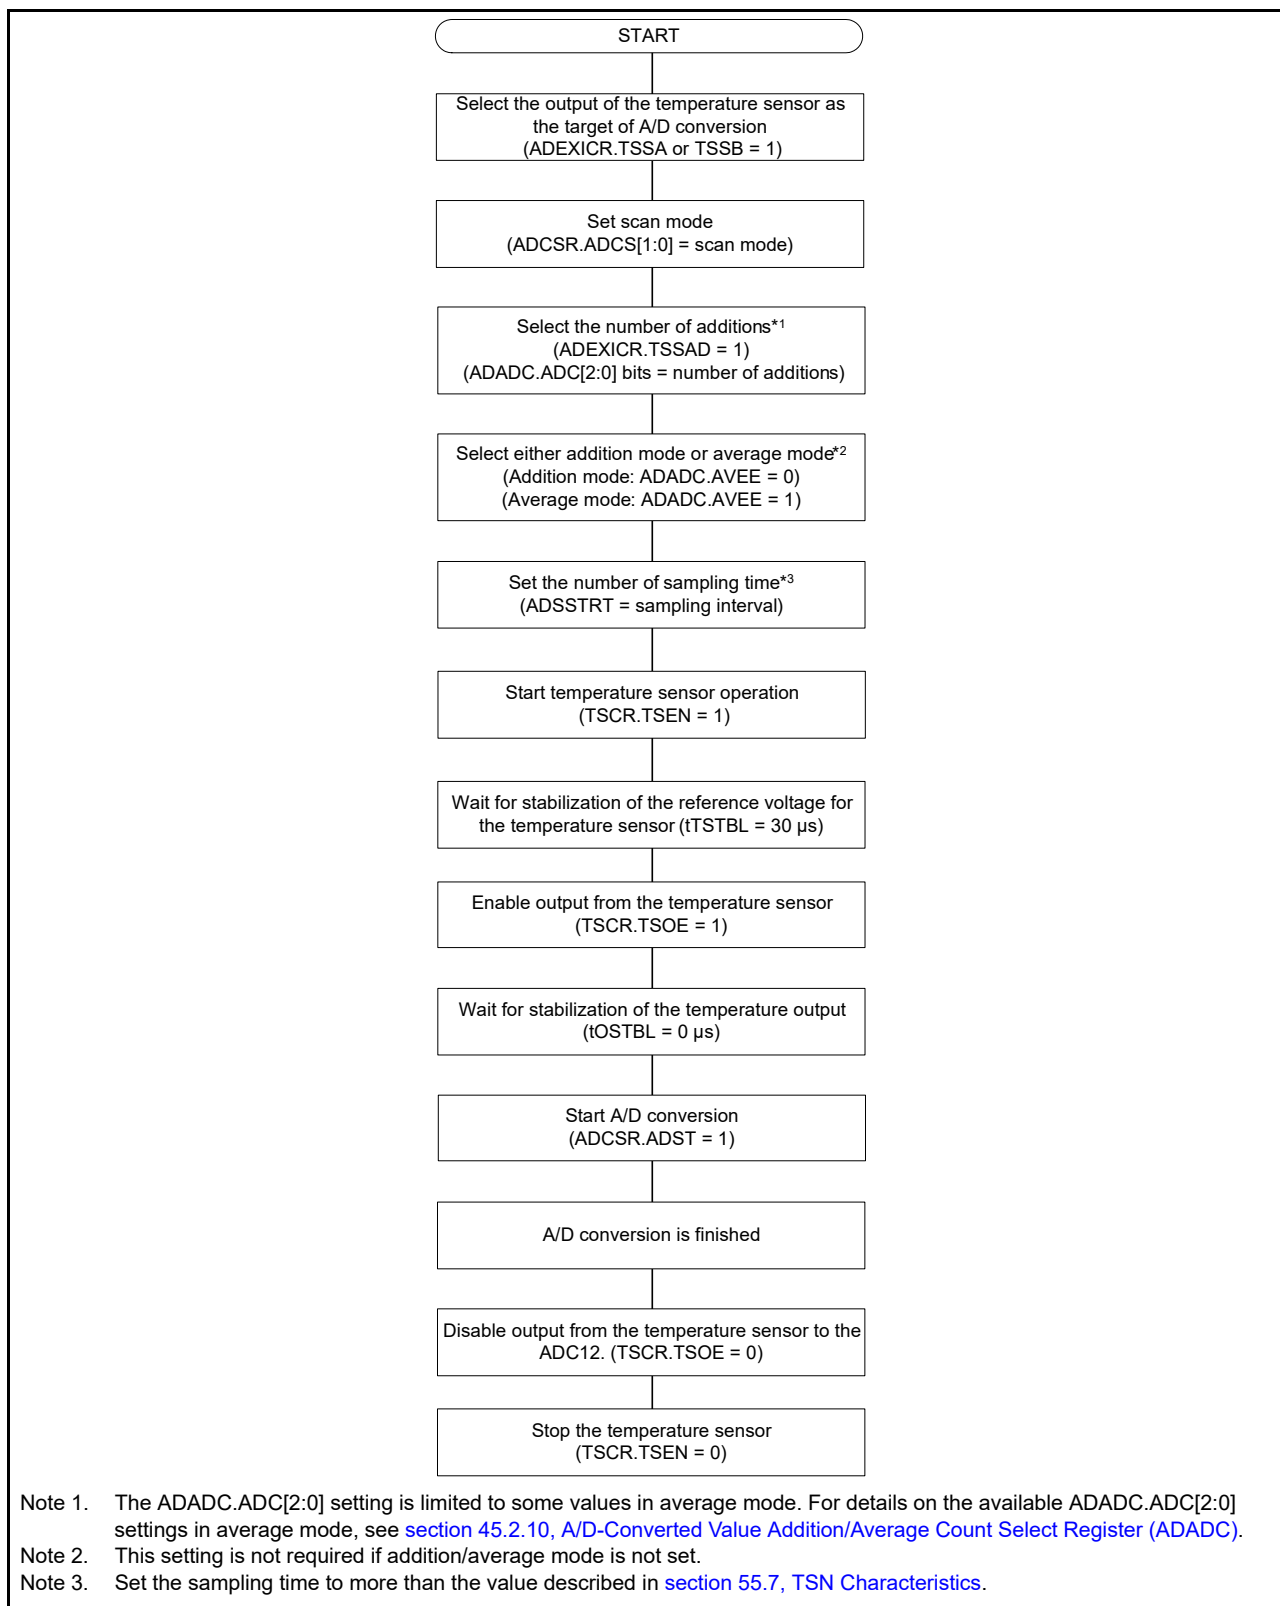 START
Select the output of the temperature sensor as
the target of A/D conversion
(ADEXICR.TSSA or TSSB = 1)
Set scan mode
(ADCSR.ADCS[1:0] = scan mode)
Select the number of additions*1
(ADEXICR.TSSAD = 1)
(ADADC.ADC[2:0] bits = number of additions)
Select either addition mode or average mode*2
(Addition mode: ADADC.AVEE = 0)
(Average mode: ADADC.AVEE = 1)
Set the number of sampling time*3
(ADSSTRT = sampling interval)
Start temperature sensor operation
(TSCR.TSEN = 1)
Wait for stabilization of the reference voltage for
the temperature sensor (tTSTBL = 30 µs)
Enable output from the temperature sensor
(TSCR.TSOE = 1)
Wait for stabilization of the temperature output
(tOSTBL = 0 µs)
Start A/D conversion
(ADCSR.ADST = 1)
A/D conversion is finished
Disable output from the temperature sensor to the
ADC12. (TSCR.TSOE = 0)
Stop the temperature sensor
(TSCR.TSEN = 0)
Note 1. The ADADC.ADC[2:0] setting is limited to some values in average mode. For details on the available ADADC.ADC[2:0]
settings in average mode, see section 45.2.10, A/D-Converted Value Addition/Average Count Select Register (ADADC).
Note 2. This setting is not required if addition/average mode is not set.
Note 3. Set the sampling time to more than the value described in section 55.7, TSN Characteristics.